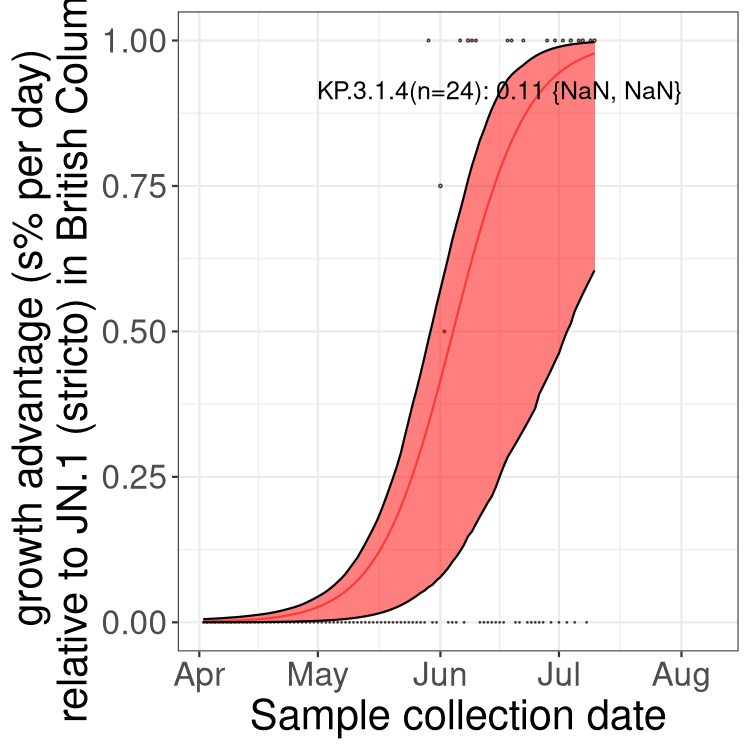 growth advantage (s% per day)
relative to JN.1 (stricto) in British Colum
1.00
0.75
0.50
0.25
0.00
KP.3.1.4(n=24): 0.11 {NaN, NaN}
Apr May Jun Jul Aug
Sample collection date